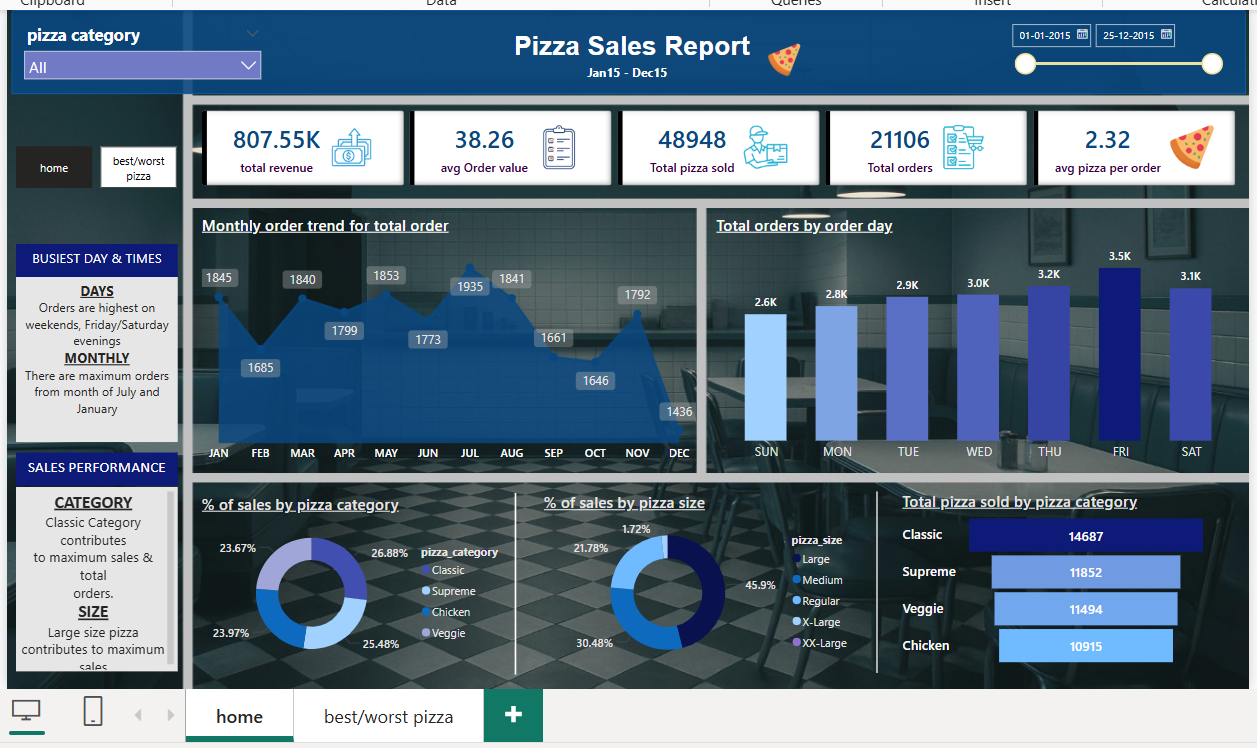 Clipboard
Data
Queries
Insert
pizza category
All
Pizza Sales Report
Jan15 - Dec15
01-01-2015
25-12-2015
home
best/worst
pizza
807.55K
total revenue
38.26
avg Order value
48948
Total pizza sold
21106
Total orders
2.32
avg pizza per order
BUSIEST DAY & TIMES
DAYS
Orders are highest on
weekends, Friday/Saturday
evenings
MONTHLY
There are maximum orders
from month of July and
January
SALES PERFORMANCE
CATEGORY
Classic Category
contributes
to maximum sales &
total
orders.
SIZE
Large size pizza
contributes to maximum
sales
Monthly order trend for total order
1845
1685
1840
1799
1853
1773
1935
1841
1661
1646
1792
1436
JAN FEB MAR APR MAY JUN JUL AUG SEP OCT NOV DEC
Total orders by order day
2.6K
2.8K
2.9K
3.0K
3.2K
3.5K
3.1K
SUN MON TUE WED THU FRI SAT
% of sales by pizza category
23.67%
26.88%
23.97%
25.48%
pizza_category
Classic
Supreme
Chicken
Veggie
% of sales by pizza size
1.72%
21.78%
45.9%
30.48%
pizza_size
Large
Medium
Regular
X-Large
XX-Large
Total pizza sold by pizza category
Classic 14687
Supreme 11852
Veggie 11494
Chicken 10915
home
best/worst pizza